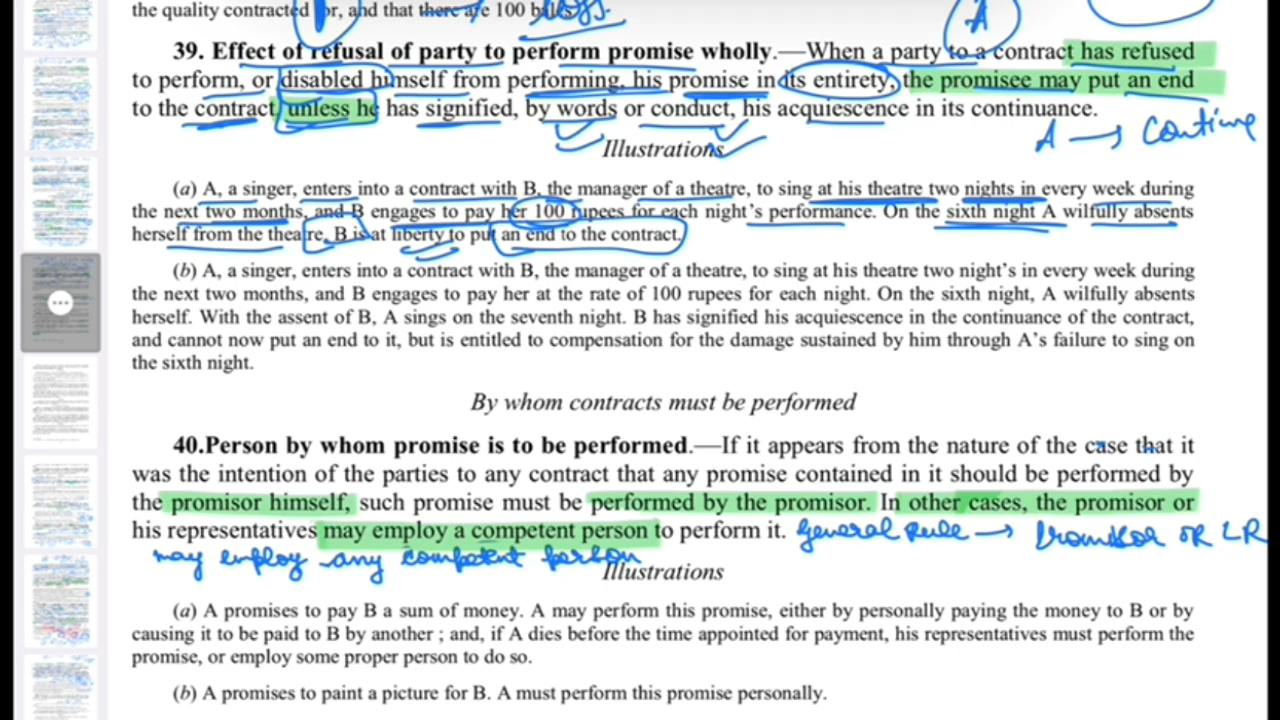 the quality contracted for, and that there are 100 bales.
A
39. Effect of refusal of party to perform promise wholly.—When a party to a contract has refused
to perform, or disabled himself from performing, his promise in its entirety, the promisee may put an end
to the contract, unless he has signified, by words or conduct, his acquiescence in its continuance.
A → Continue
Illustrations
(a) A, a singer, enters into a contract with B, the manager of a theatre, to sing at his theatre two nights in every week during
the next two months, and B engages to pay her 100 rupees for each night's performance. On the sixth night A wilfully absents
herself from the theatre. B is at liberty to put an end to the contract.
(b) A, a singer, enters into a contract with B, the manager of a theatre, to sing at his theatre two night's in every week during
the next two months, and B engages to pay her at the rate of 100 rupees for each night. On the sixth night, A wilfully absents
herself. With the assent of B, A sings on the seventh night. B has signified his acquiescence in the continuance of the contract,
and cannot now put an end to it, but is entitled to compensation for the damage sustained by him through A's failure to sing on
the sixth night.
By whom contracts must be performed
40.Person by whom promise is to be performed.—If it appears from the nature of the case that it
was the intention of the parties to any contract that any promise contained in it should be performed by
the promisor himself, such promise must be performed by the promisor. In other cases, the promisor or
his representatives may employ a competent person to perform it. General Rule → Promisor OR LR
may employ any competent person
Illustrations
(a) A promises to pay B a sum of money. A may perform this promise, either by personally paying the money to B or by
causing it to be paid to B by another ; and, if A dies before the time appointed for payment, his representatives must perform the
promise, or employ some proper person to do so.
(b) A promises to paint a picture for B. A must perform this promise personally.